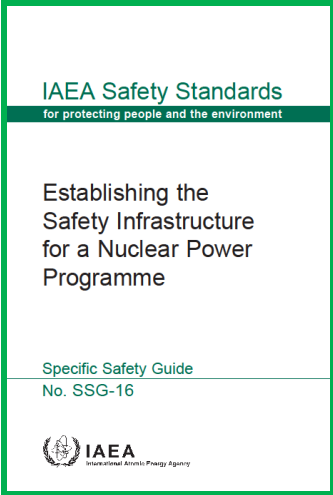 IAEA Safety Standards
for protecting people and the environment
Establishing the
Safety Infrastructure
for a Nuclear Power
Programme
Specific Safety Guide
No. SSG-16
IAEA
International Atomic Energy Agency